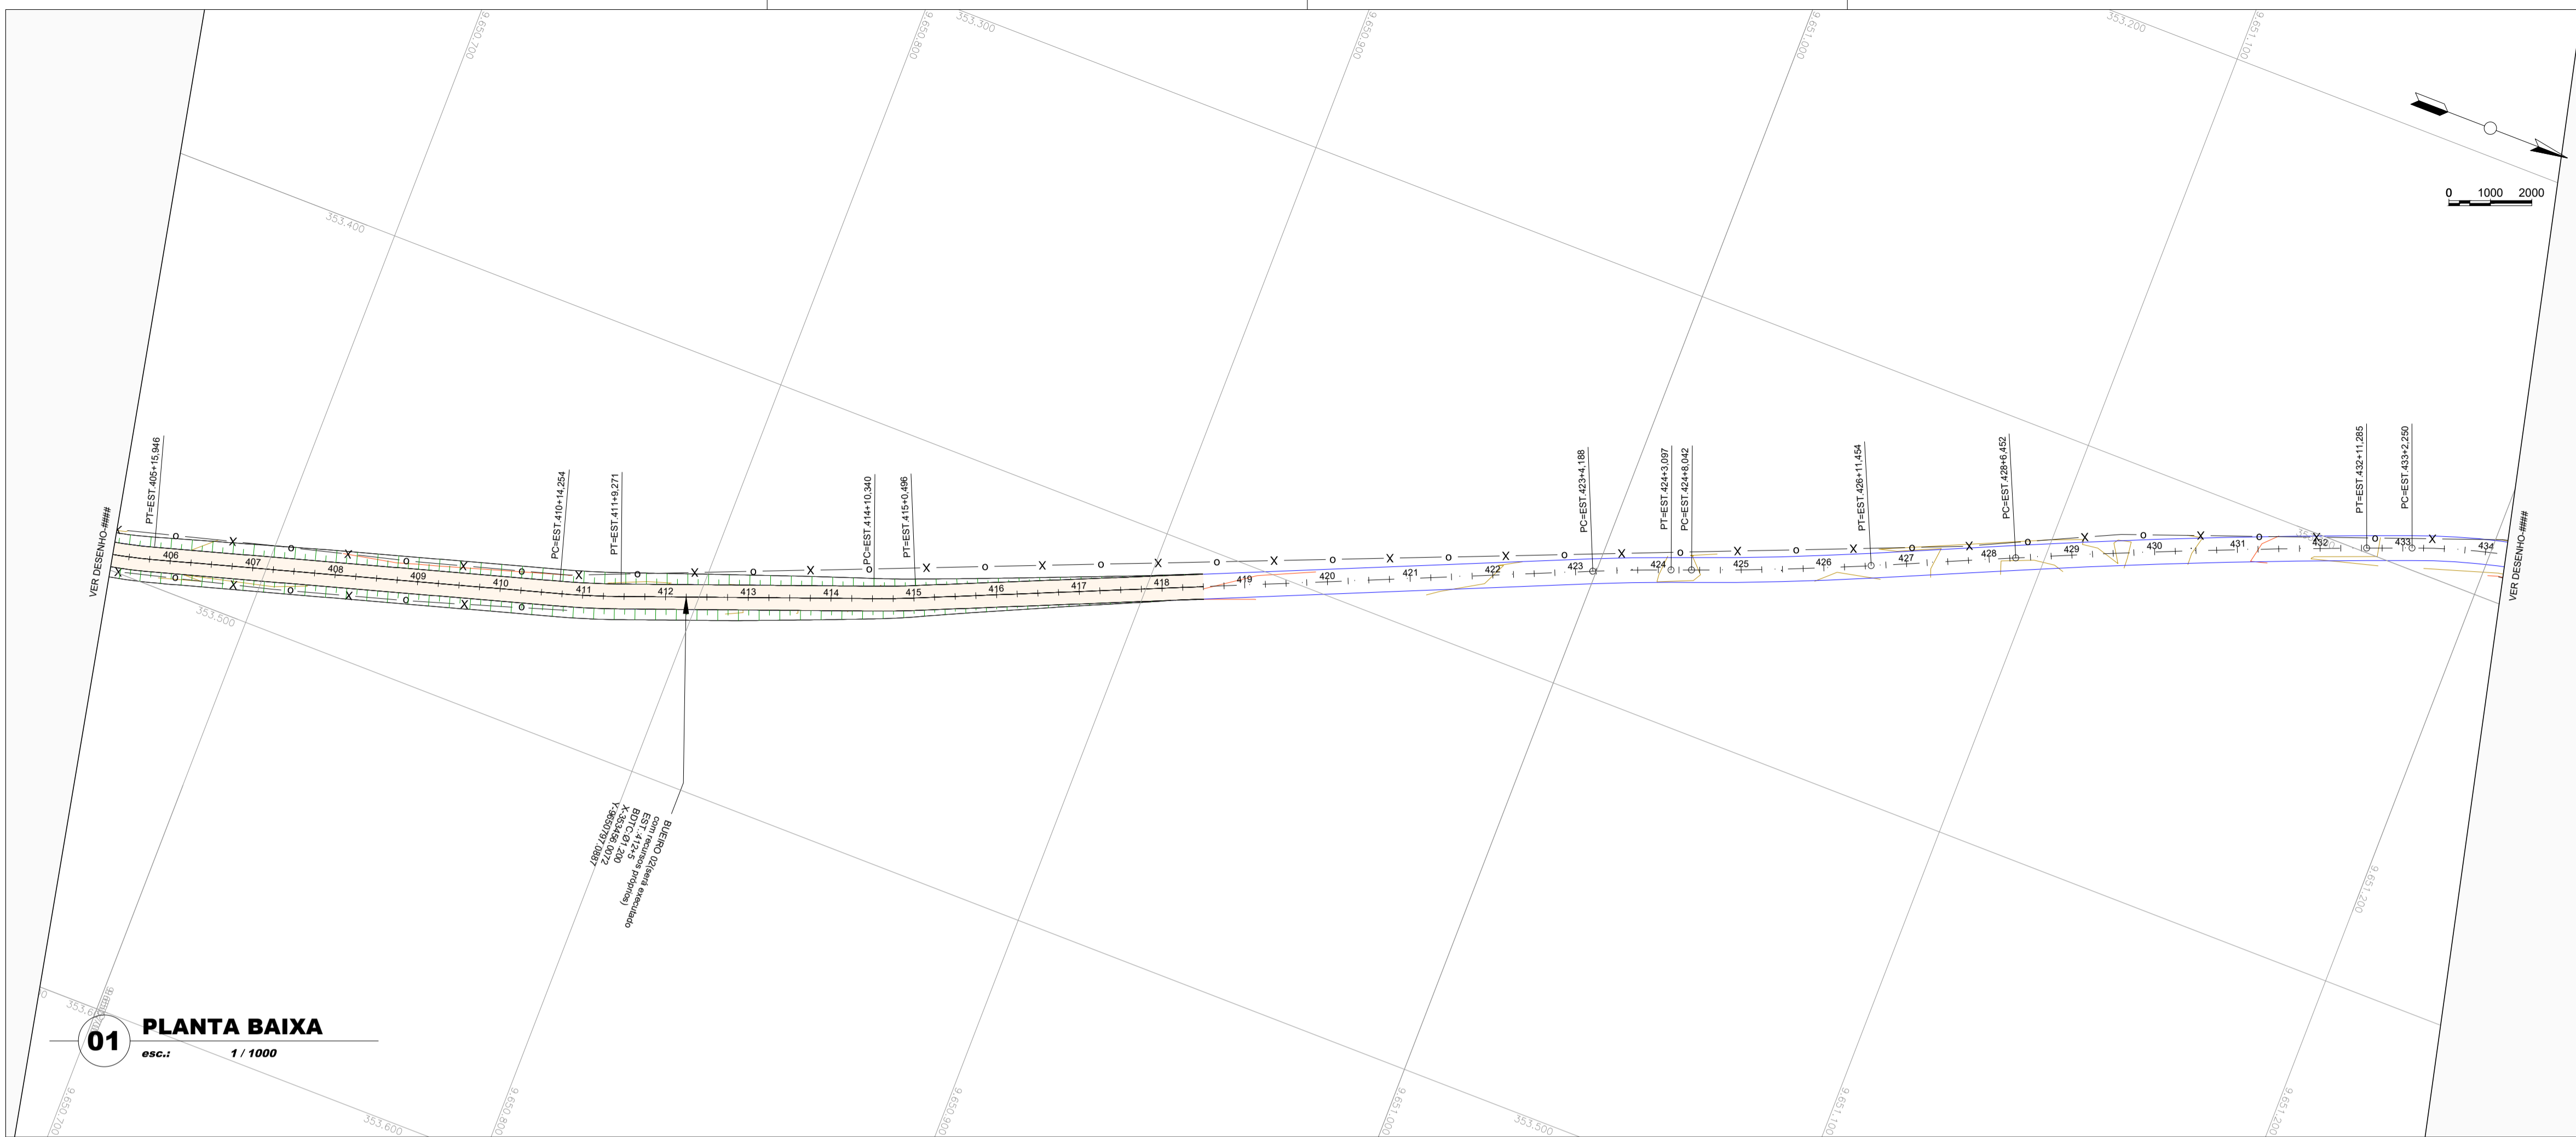 9.650.700
9.650.800
353.300
9.650.900
9.651.000
353.200
9.651.100
0 1000 2000
353.400
PT=EST.405+15,946
PC=EST.410+14,254
PT=EST.411+9,271
PC=EST.414+10,340
PT=EST.415+0,496
PC=EST.423+4,188
PT=EST.424+3,097
PC=EST.424+8,042
PT=EST.426+11,454
PC=EST.428+6,452
PT=EST.432+11,285
PC=EST.433+2,250
VER DESENHO-####
406 407 408 409 410 411 412 413 414 415 416 417 418 419 420 421 422 423 424 425 426 427 428 429 430 431 432 433 434
VER DESENHO-####
353.500
BUEIRO 02(será executado
com recursos próprios)
EST.:412+5
BDTC:Ø1.200
X-353456.0072
Y-9650797.0887
9.651.200
01
PLANTA BAIXA
esc.: 1 / 1000
9.650.700
353.600
9.650.800
9.650.900
9.651.000
353.500
9.651.100
9.651.200